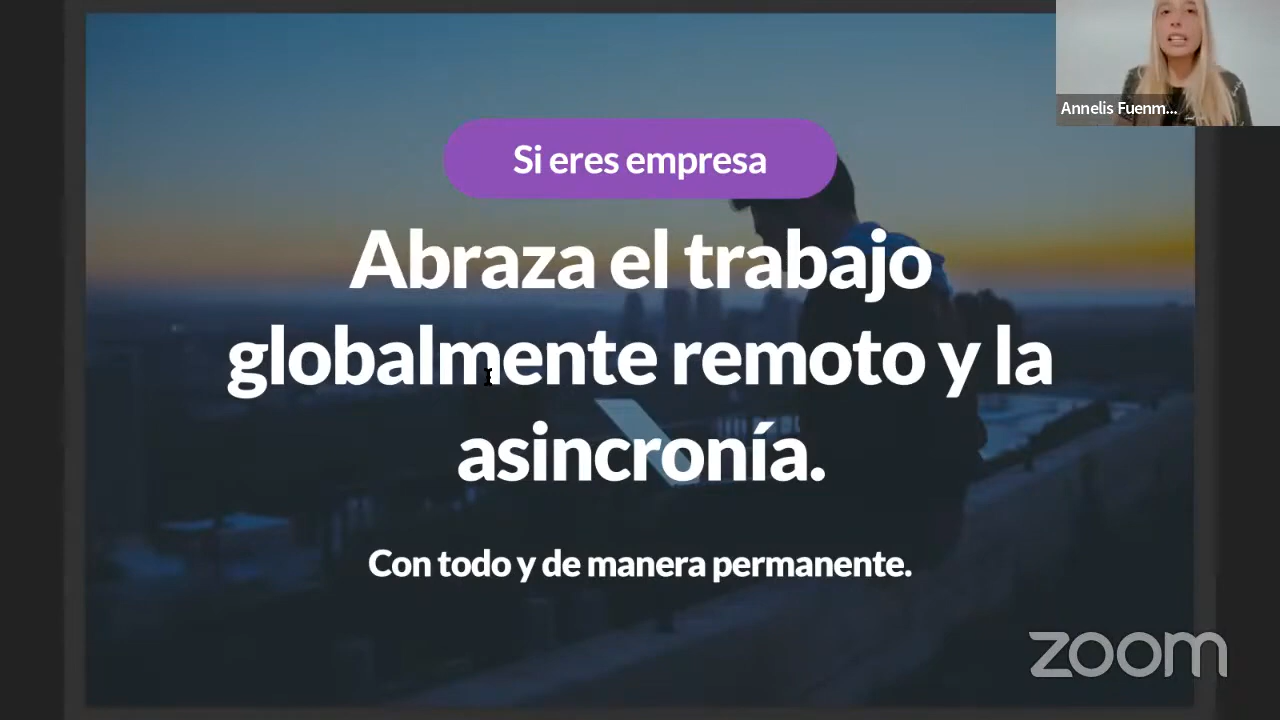 Annelis Fuenm...
Si eres empresa
Abraza el trabajo
globalmente remoto y la
asincronía.
Con todo y de manera permanente.
zoom